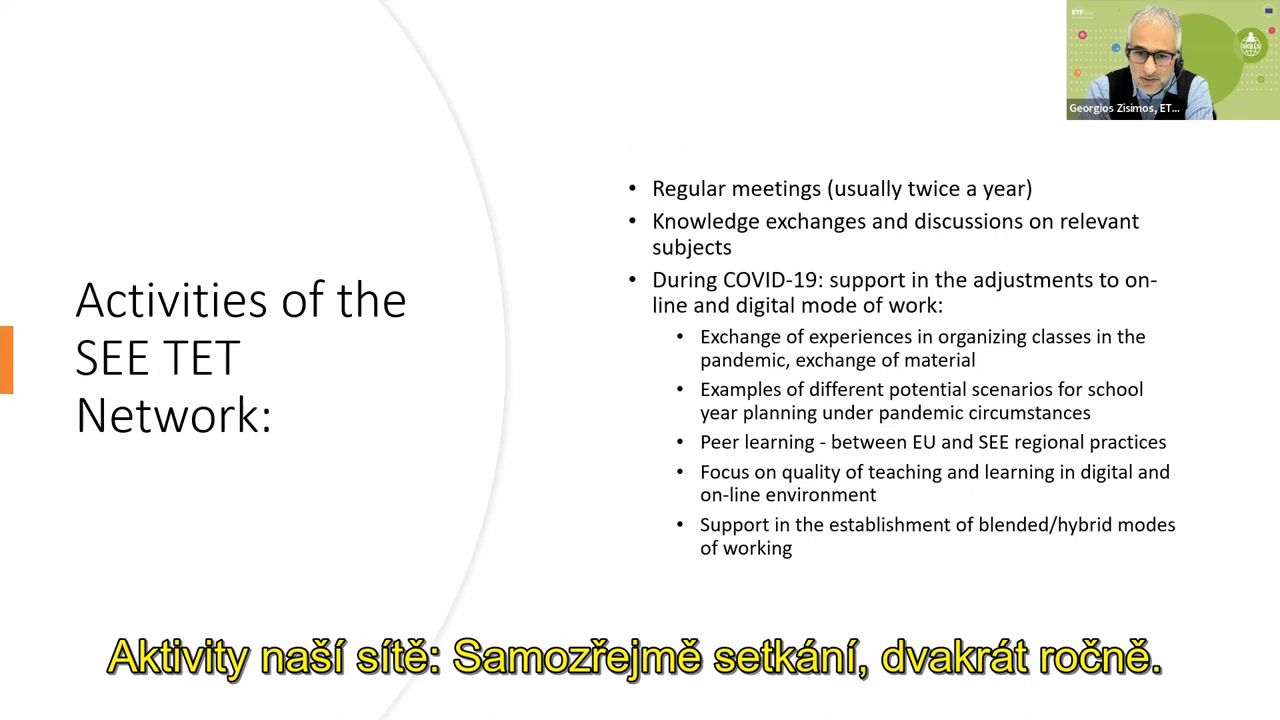 ETF
SKILLS
Georgios Zisimos, ET...
Activities of the
SEE TET
Network:
• Regular meetings (usually twice a year)
• Knowledge exchanges and discussions on relevant
subjects
• During COVID-19: support in the adjustments to on-
line and digital mode of work:
• Exchange of experiences in organizing classes in the
pandemic, exchange of material
• Examples of different potential scenarios for school
year planning under pandemic circumstances
• Peer learning - between EU and SEE regional practices
• Focus on quality of teaching and learning in digital and
on-line environment
• Support in the establishment of blended/hybrid modes
of working
Aktivity naší sítě: Samozřejmě setkání, dvakrát ročně.